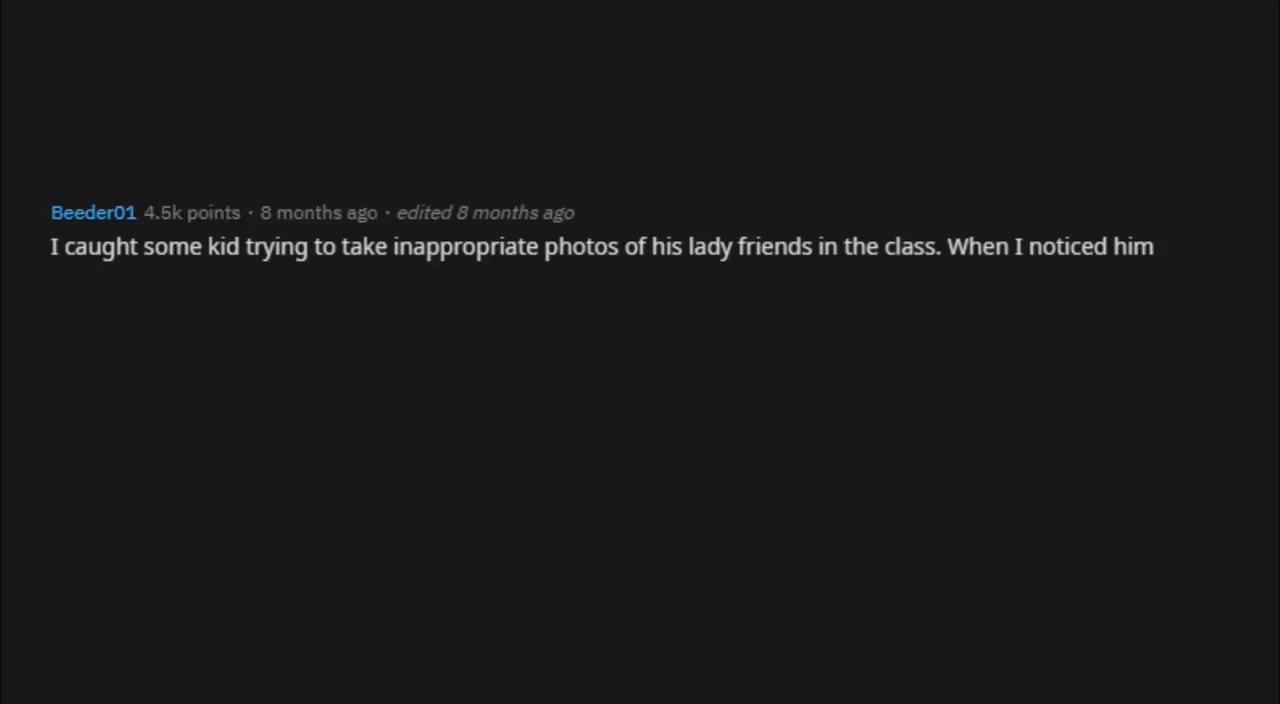 Beeder01 4.5k points · 8 months ago · edited 8 months ago
I caught some kid trying to take inappropriate photos of his lady friends in the class. When I noticed him